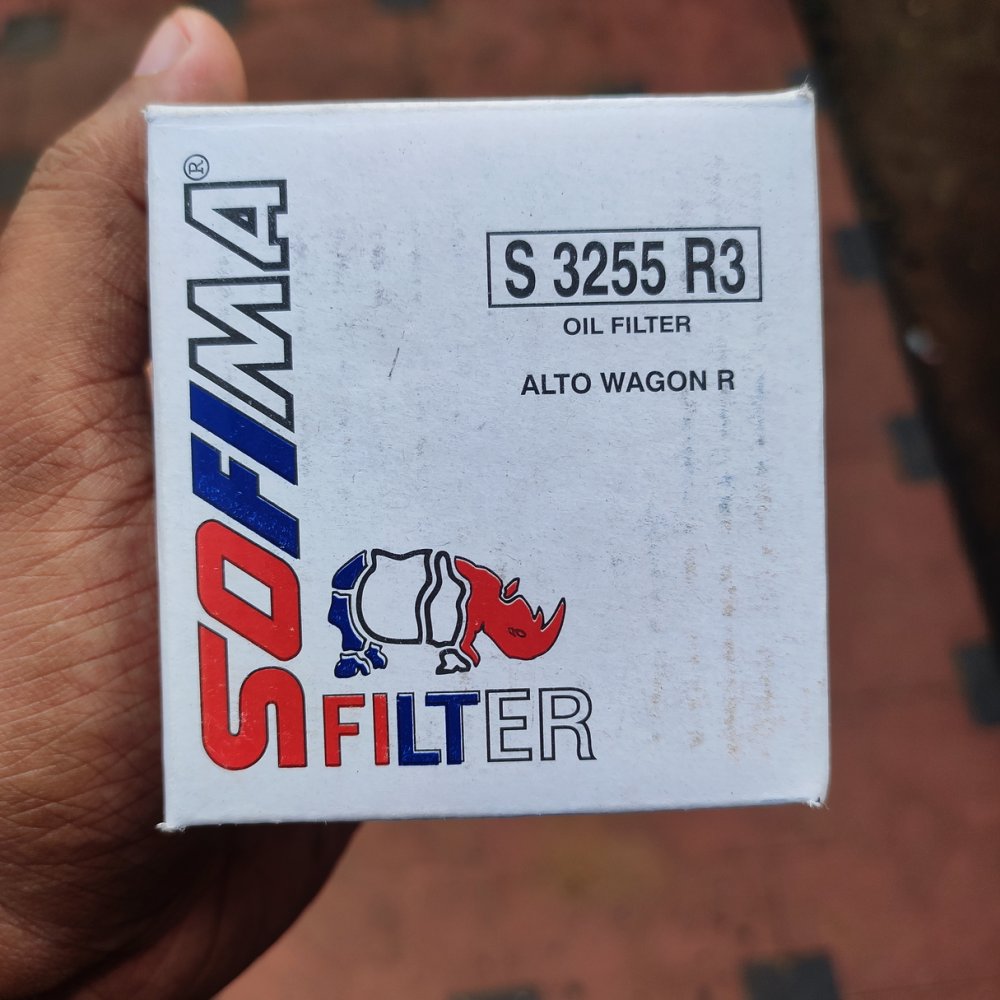 SOFIMA®
S 3255 R3
OIL FILTER
ALTO WAGON R
FILTER